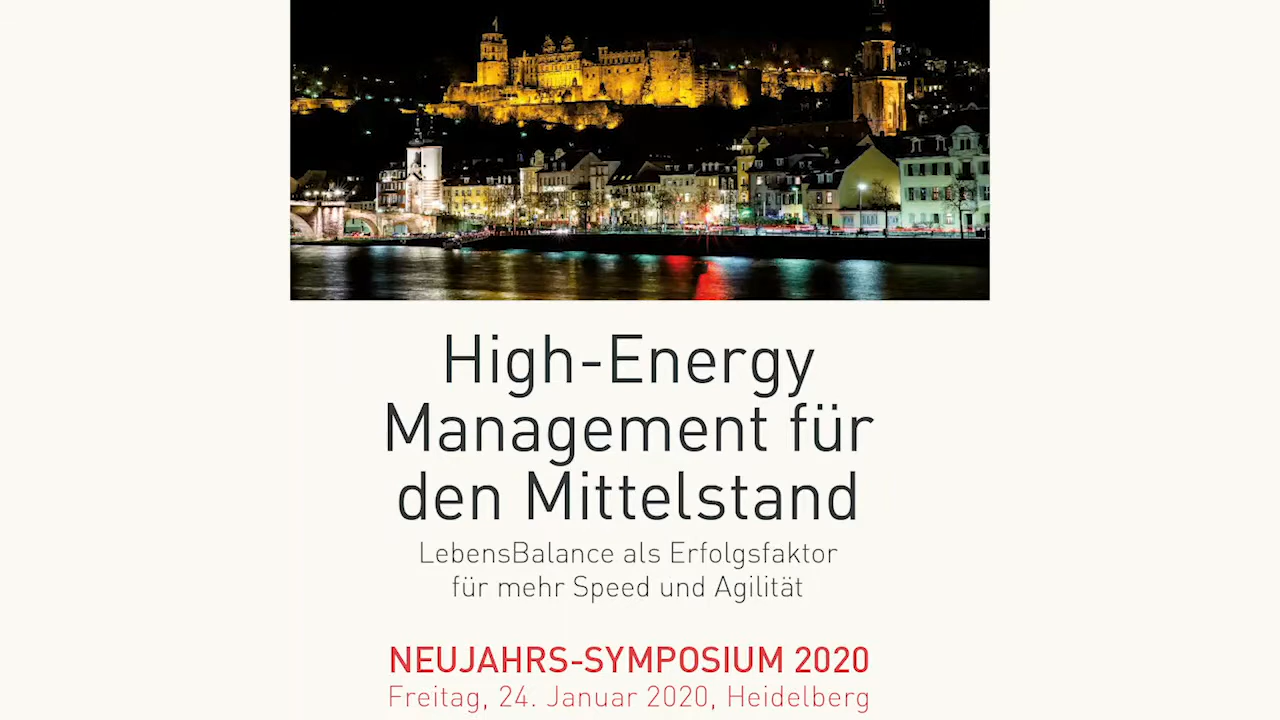 High-Energy
Management für
den Mittelstand
LebensBalance als Erfolgsfaktor
für mehr Speed und Agilität
NEUJAHRS-SYMPOSIUM 2020
Freitag, 24. Januar 2020, Heidelberg